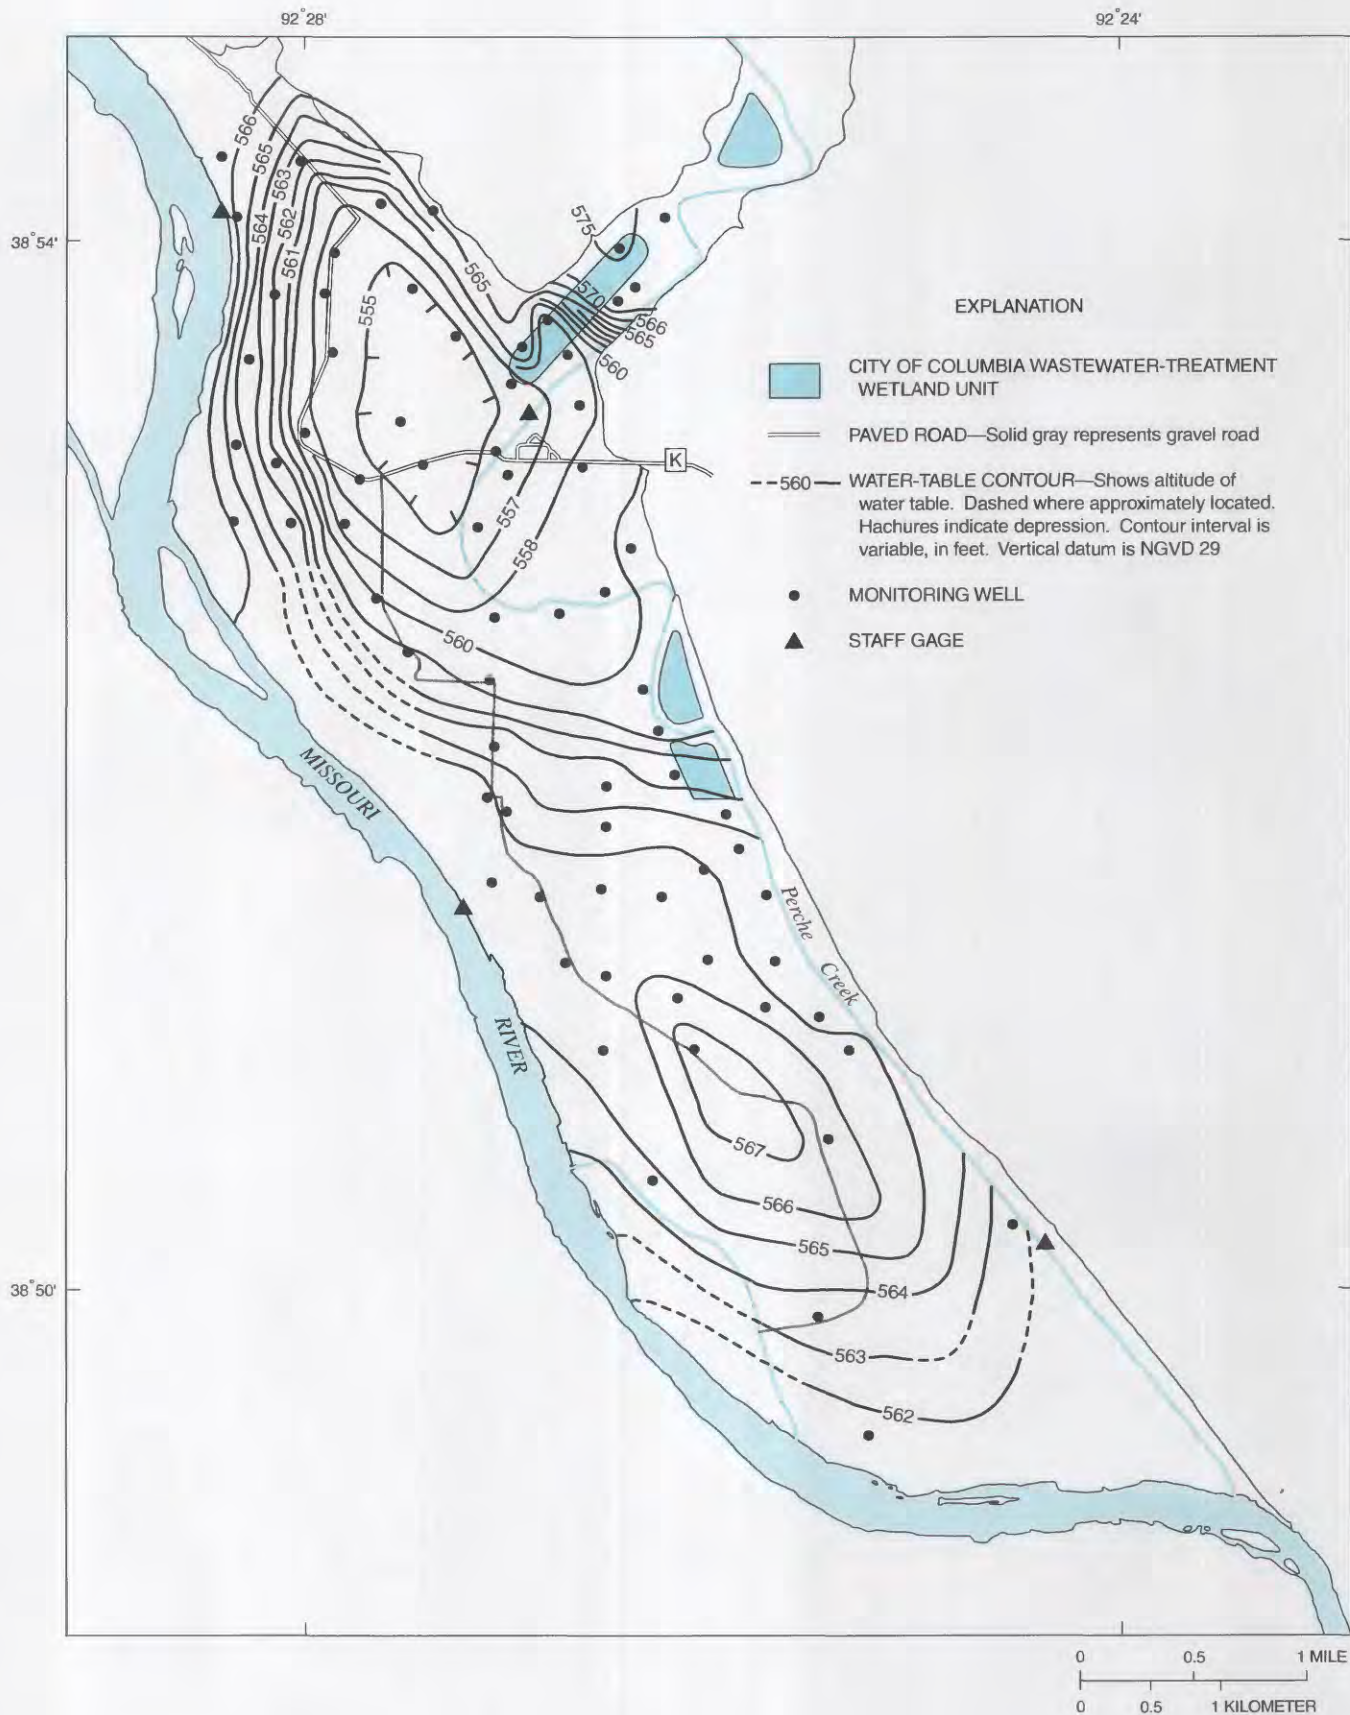 92°28'
92°24'
566
565
563
564
562
561
575
38°54'
565
570
555
566
565
560
EXPLANATION
CITY OF COLUMBIA WASTEWATER-TREATMENT
WETLAND UNIT
PAVED ROAD—Solid gray represents gravel road
K
560
WATER-TABLE CONTOUR—Shows altitude of
water table. Dashed where approximately located.
Hachures indicate depression. Contour interval is
variable, in feet. Vertical datum is NGVD 29
557
558
MONITORING WELL
560
STAFF GAGE
MISSOURI
Perche
Creek
RIVER
567
566
565
38°50'
564
563
562
0 0.5 1 MILE
0 0.5 1 KILOMETER